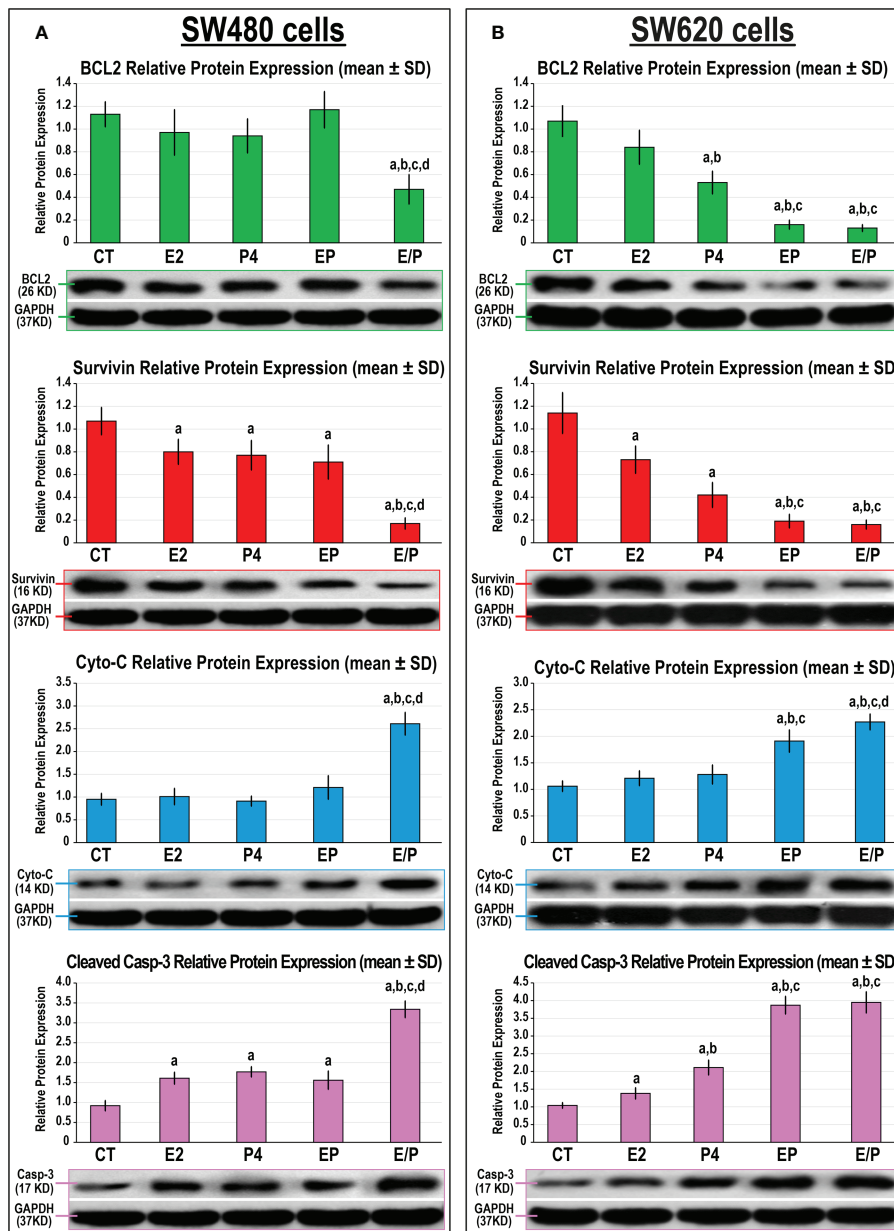 A
SW480 cells
BCL2 Relative Protein Expression (mean ± SD)
Relative Protein Expression
1.4
1.2
1.0
0.8
0.6
0.4
0.2
0
a,b,c,d
CT E2 P4 EP E/P
BCL2
(26 KD)
GAPDH
(37KD)
Survivin Relative Protein Expression (mean ± SD)
Relative Protein Expression
1.4
1.2
1.0
0.8
0.6
0.4
0.2
0
a a a a,b,c,d
CT E2 P4 EP E/P
Survivin
(16 KD)
GAPDH
(37KD)
Cyto-C Relative Protein Expression (mean ± SD)
Relative Protein Expression
3.5
3.0
2.5
2.0
1.5
1.0
0.5
0.0
a,b,c,d
CT E2 P4 EP E/P
Cyto-C
(14 KD)
GAPDH
(37KD)
Cleaved Casp-3 Relative Protein Expression (mean ± SD)
Relative Protein Expression
4.0
3.5
3.0
2.5
2.0
1.5
1.0
0.5
0.0
a a a a,b,c,d
CT E2 P4 EP E/P
Casp-3
(17 KD)
GAPDH
(37KD)
B
SW620 cells
BCL2 Relative Protein Expression (mean ± SD)
Relative Protein Expression
1.4
1.2
1.0
0.8
0.6
0.4
0.2
0
a,b a,b,c a,b,c
CT E2 P4 EP E/P
BCL2
(26 KD)
GAPDH
(37KD)
Survivin Relative Protein Expression (mean ± SD)
Relative Protein Expression
1.4
1.2
1.0
0.8
0.6
0.4
0.2
0
a a a,b,c a,b,c
CT E2 P4 EP E/P
Survivin
(16 KD)
GAPDH
(37KD)
Cyto-C Relative Protein Expression (mean ± SD)
Relative Protein Expression
3.0
2.5
2.0
1.5
1.0
0.5
0.0
a,b,c a,b,c,d
CT E2 P4 EP E/P
Cyto-C
(14 KD)
GAPDH
(37KD)
Cleaved Casp-3 Relative Protein Expression (mean ± SD)
Relative Protein Expression
4.5
4.0
3.5
3.0
2.5
2.0
1.5
1.0
0.5
0.0
a a,b a,b,c a,b,c
CT E2 P4 EP E/P
Casp-3
(17 KD)
GAPDH
(37KD)